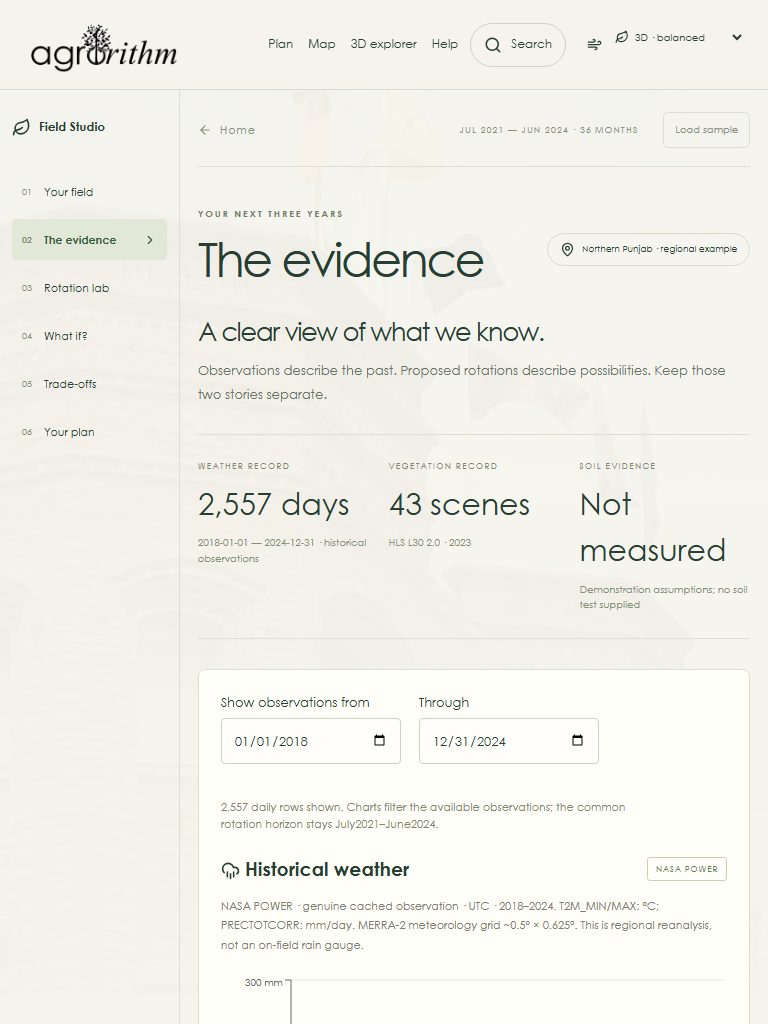 agrorithm
Plan Map 3D explorer Help Search 3D · balanced
Field Studio
01 Your field
02 The evidence
03 Rotation lab
04 What if?
05 Trade-offs
06 Your plan
Home
JUL 2021 — JUN 2024 · 36 MONTHS
Load sample
YOUR NEXT THREE YEARS
The evidence
Northern Punjab · regional example
A clear view of what we know.
Observations describe the past. Proposed rotations describe possibilities. Keep those
two stories separate.
WEATHER RECORD
2,557 days
2018-01-01 — 2024-12-31 · historical
observations
VEGETATION RECORD
43 scenes
HLS L30 2.0 · 2023
SOIL EVIDENCE
Not
measured
Demonstration assumptions; no soil
test supplied
Show observations from
01/01/2018
Through
12/31/2024
2,557 daily rows shown. Charts filter the available observations; the common
rotation horizon stays July2021–June2024.
Historical weather
NASA POWER
NASA POWER · genuine cached observation · UTC · 2018–2024. T2M_MIN/MAX: °C;
PRECTOTCORR: mm/day. MERRA-2 meteorology grid ~0.5° × 0.625°. This is regional reanalysis,
not an on-field rain gauge.
300 mm